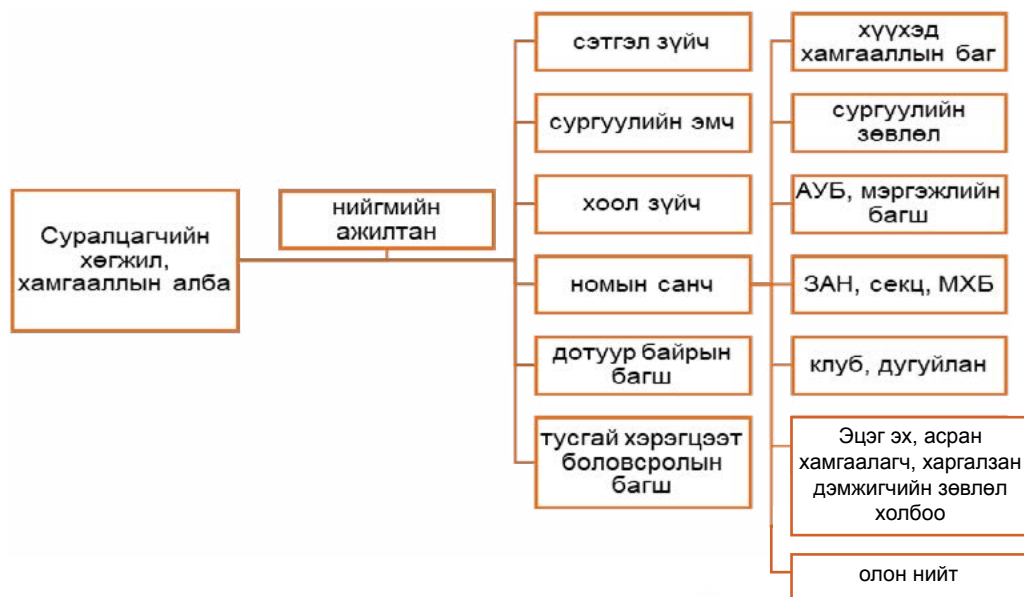 Суралцагчийн
хөгжил,
хамгааллын алба
нийгмийн
ажилтан
сэтгэл зүйч
сургуулийн эмч
хоол зүйч
номын санч
дотуур байрын
багш
тусгай хэрэгцээт
боловсролын
багш
хүүхэд
хамгааллын баг
сургуулийн
зөвлөл
АУБ, мэргэжлийн
багш
ЗАН, секц, МХБ
клуб, дугуйлан
Эцэг эх, асран
хамгаалагч, харгалзан
дэмжигчийн зөвлөл
холбоо
олон нийт